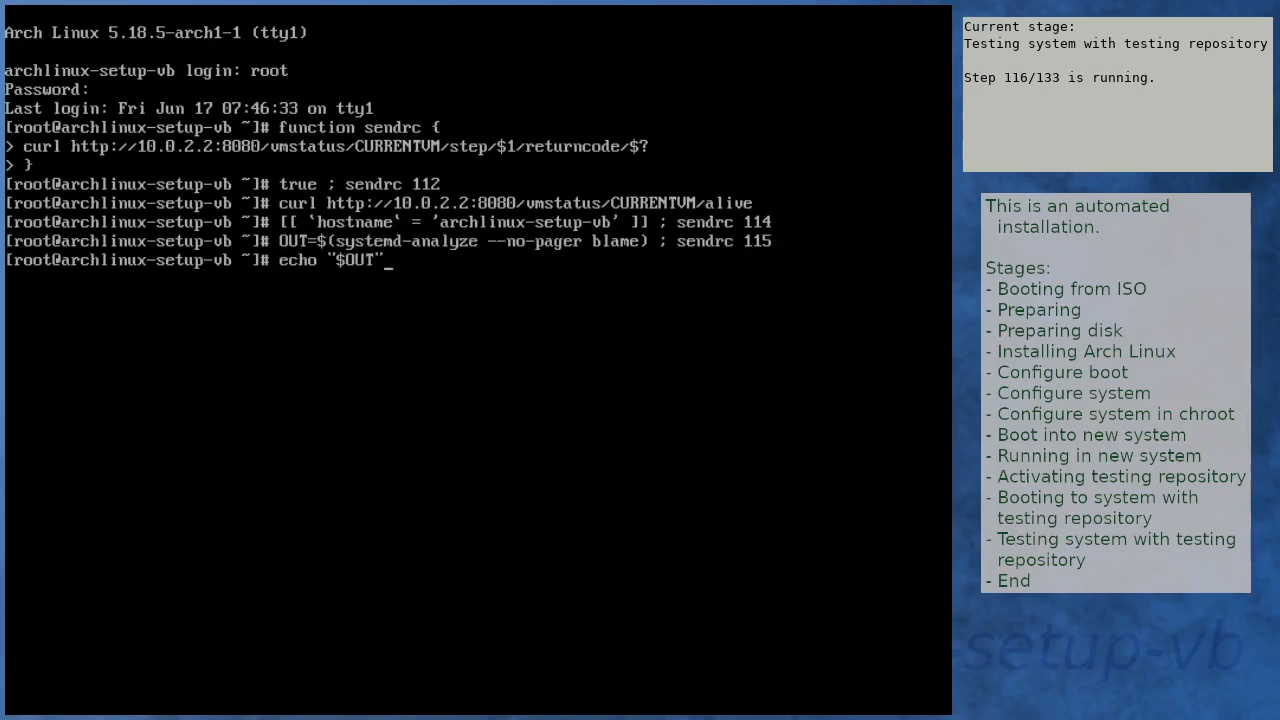 Arch Linux 5.18.5-arch1-1 (tty1)
archlinux-setup-vb login: root
Password:
Last login: Fri Jun 17 07:46:33 on tty1
[root@archlinux-setup-vb ~]# function sendrc {
> curl http://10.0.2.2:8080/vmstatus/CURRENTVM/step/$1/returncode/$?
> }
[root@archlinux-setup-vb ~]# true ; sendrc 112
[root@archlinux-setup-vb ~]# curl http://10.0.2.2:8080/vmstatus/CURRENTVM/alive
[root@archlinux-setup-vb ~]# [[ `hostname` = 'archlinux-setup-vb' ]] ; sendrc 114
[root@archlinux-setup-vb ~]# OUT=$(systemd-analyze --no-pager blame) ; sendrc 115
[root@archlinux-setup-vb ~]# echo "$OUT"_
Current stage:
Testing system with testing repository
Step 116/133 is running.
This is an automated
installation.
Stages:
- Booting from ISO
- Preparing
- Preparing disk
- Installing Arch Linux
- Configure boot
- Configure system
- Configure system in chroot
- Boot into new system
- Running in new system
- Activating testing repository
- Booting to system with
testing repository
- Testing system with testing
repository
- End
-setup-vb